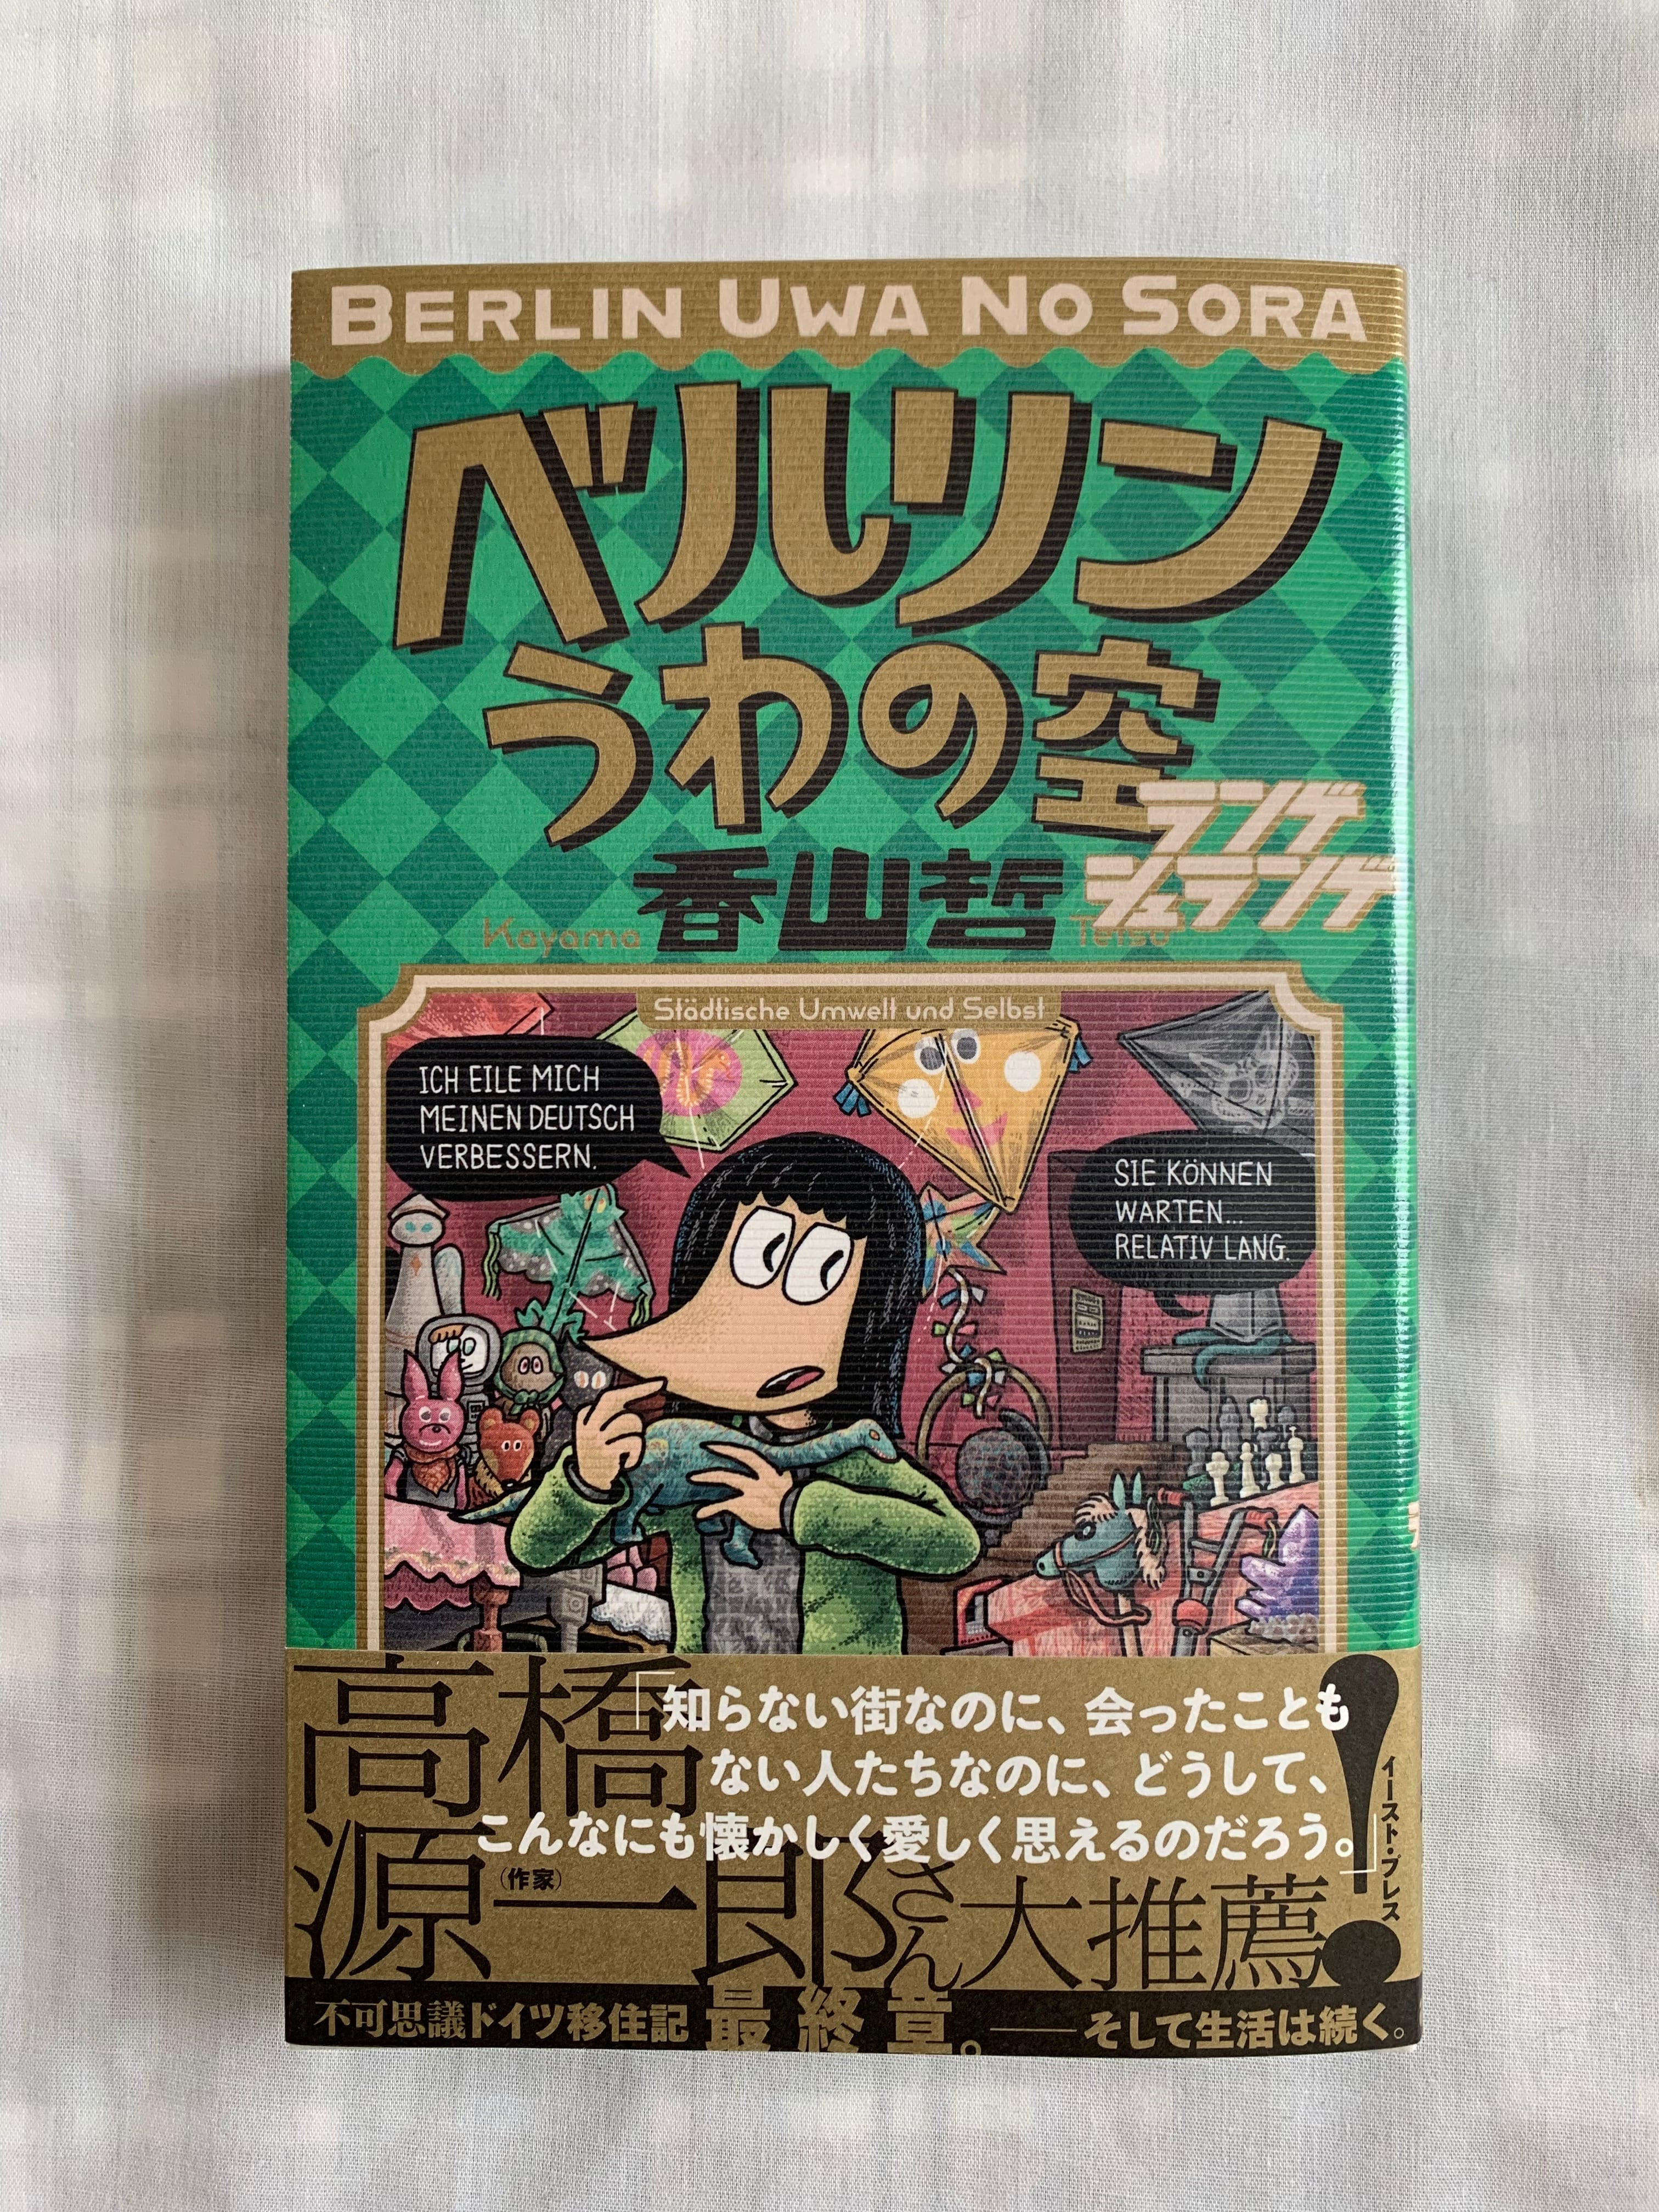 BERLIN UWA NO SORA
ベルリン
うわの空
ランゲ
シュランゲ
Kayama 香山哲 Tetsu
Städtische Umwelt und Selbst
ICH EILE MICH
MEINEN DEUTSCH
VERBESSERN.
SIE KÖNNEN
WARTEN...
RELATIV LANG.
「知らない街なのに、会ったことも
ない人たちなのに、どうして、
こんなにも懐かしく愛しく思えるのだろう。」
高橋
源一郎さん大推薦!
(作家)
イースト・プレス
不可思議ドイツ移住記 最終章。——そして生活は続く。